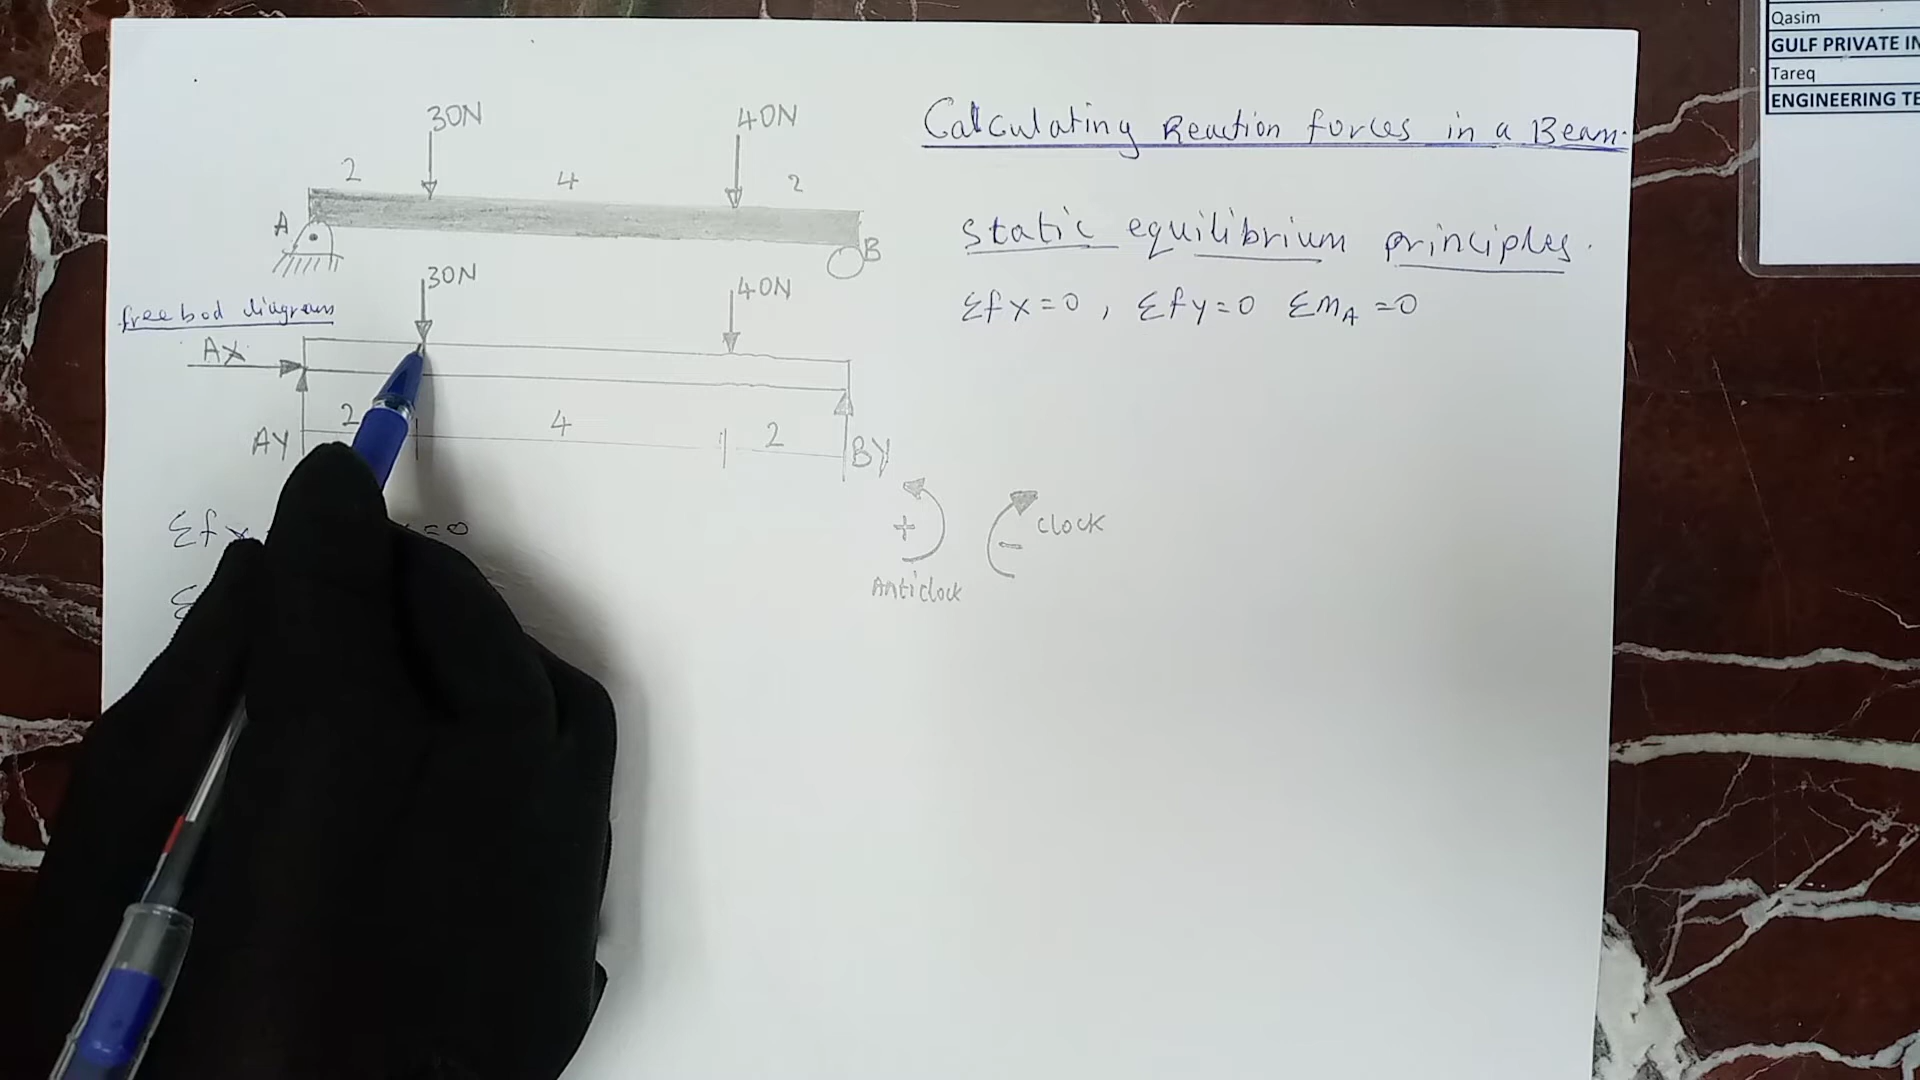 Qasim
GULF PRIVATE IN
Tareq
ENGINEERING TE
Calculating Reaction forces in a Beam.
static equilibrium principles.
Σfx=0, Σfy=0 ΣmA=0
30N
40N
2
4
2
A
B
30N
40N
free bod diagram
Ax
2
4
2
AY
BY
Σfx
=0
+
Anticlock
-
Clock